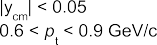 |y_cm| < 0.05
0.6 < p_t < 0.9 GeV/c